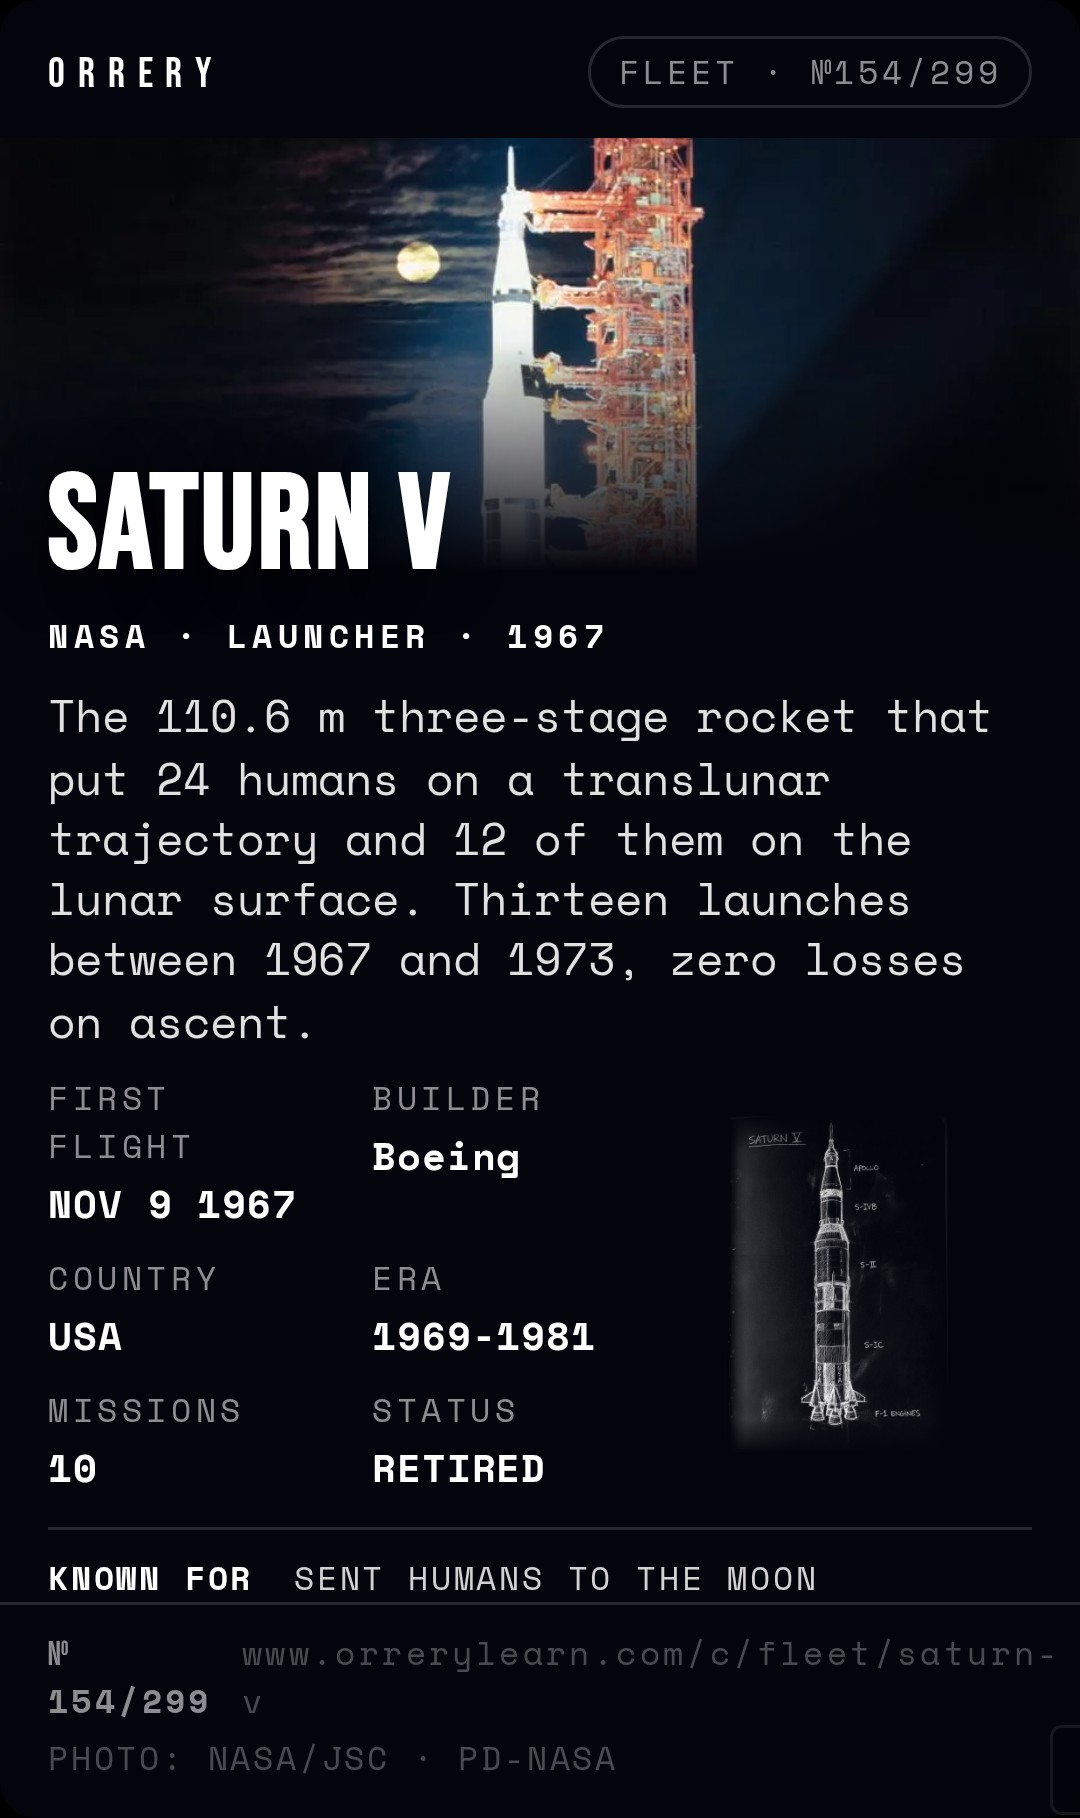 ORRERY
FLEET · №154/299
SATURN V
NASA · LAUNCHER · 1967
The 110.6 m three-stage rocket that
put 24 humans on a translunar
trajectory and 12 of them on the
lunar surface. Thirteen launches
between 1967 and 1973, zero losses
on ascent.
FIRST
FLIGHT
NOV 9 1967
BUILDER
Boeing
COUNTRY
USA
ERA
1969-1981
MISSIONS
10
STATUS
RETIRED
SATURN V
APOLLO
S-IVB
S-II
S-IC
F-1 ENGINES
KNOWN FOR SENT HUMANS TO THE MOON
№
154/299
www.orrerylearn.com/c/fleet/saturn-
v
PHOTO: NASA/JSC · PD-NASA